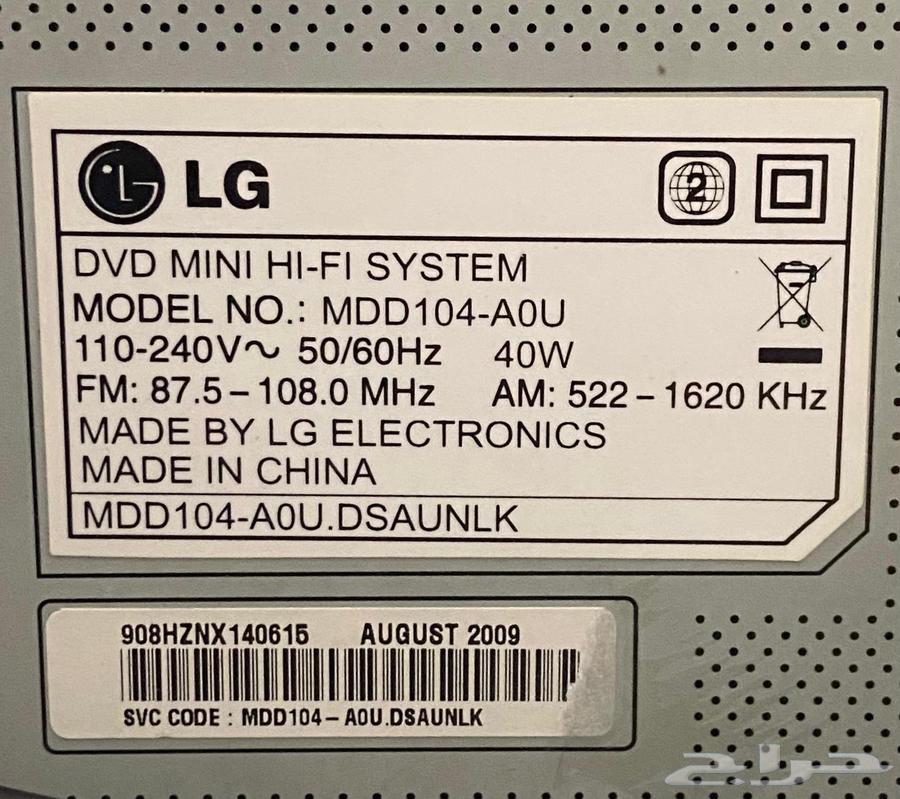 LG
2
DVD MINI HI-FI SYSTEM
MODEL NO.: MDD104-A0U
110-240V~ 50/60Hz 40W
FM: 87.5 – 108.0 MHz AM: 522 – 1620 KHz
MADE BY LG ELECTRONICS
MADE IN CHINA
MDD104-A0U.DSAUNLK
908HZNX140615 AUGUST 2009
SVC CODE : MDD104 – A0U.DSAUNLK
حراج